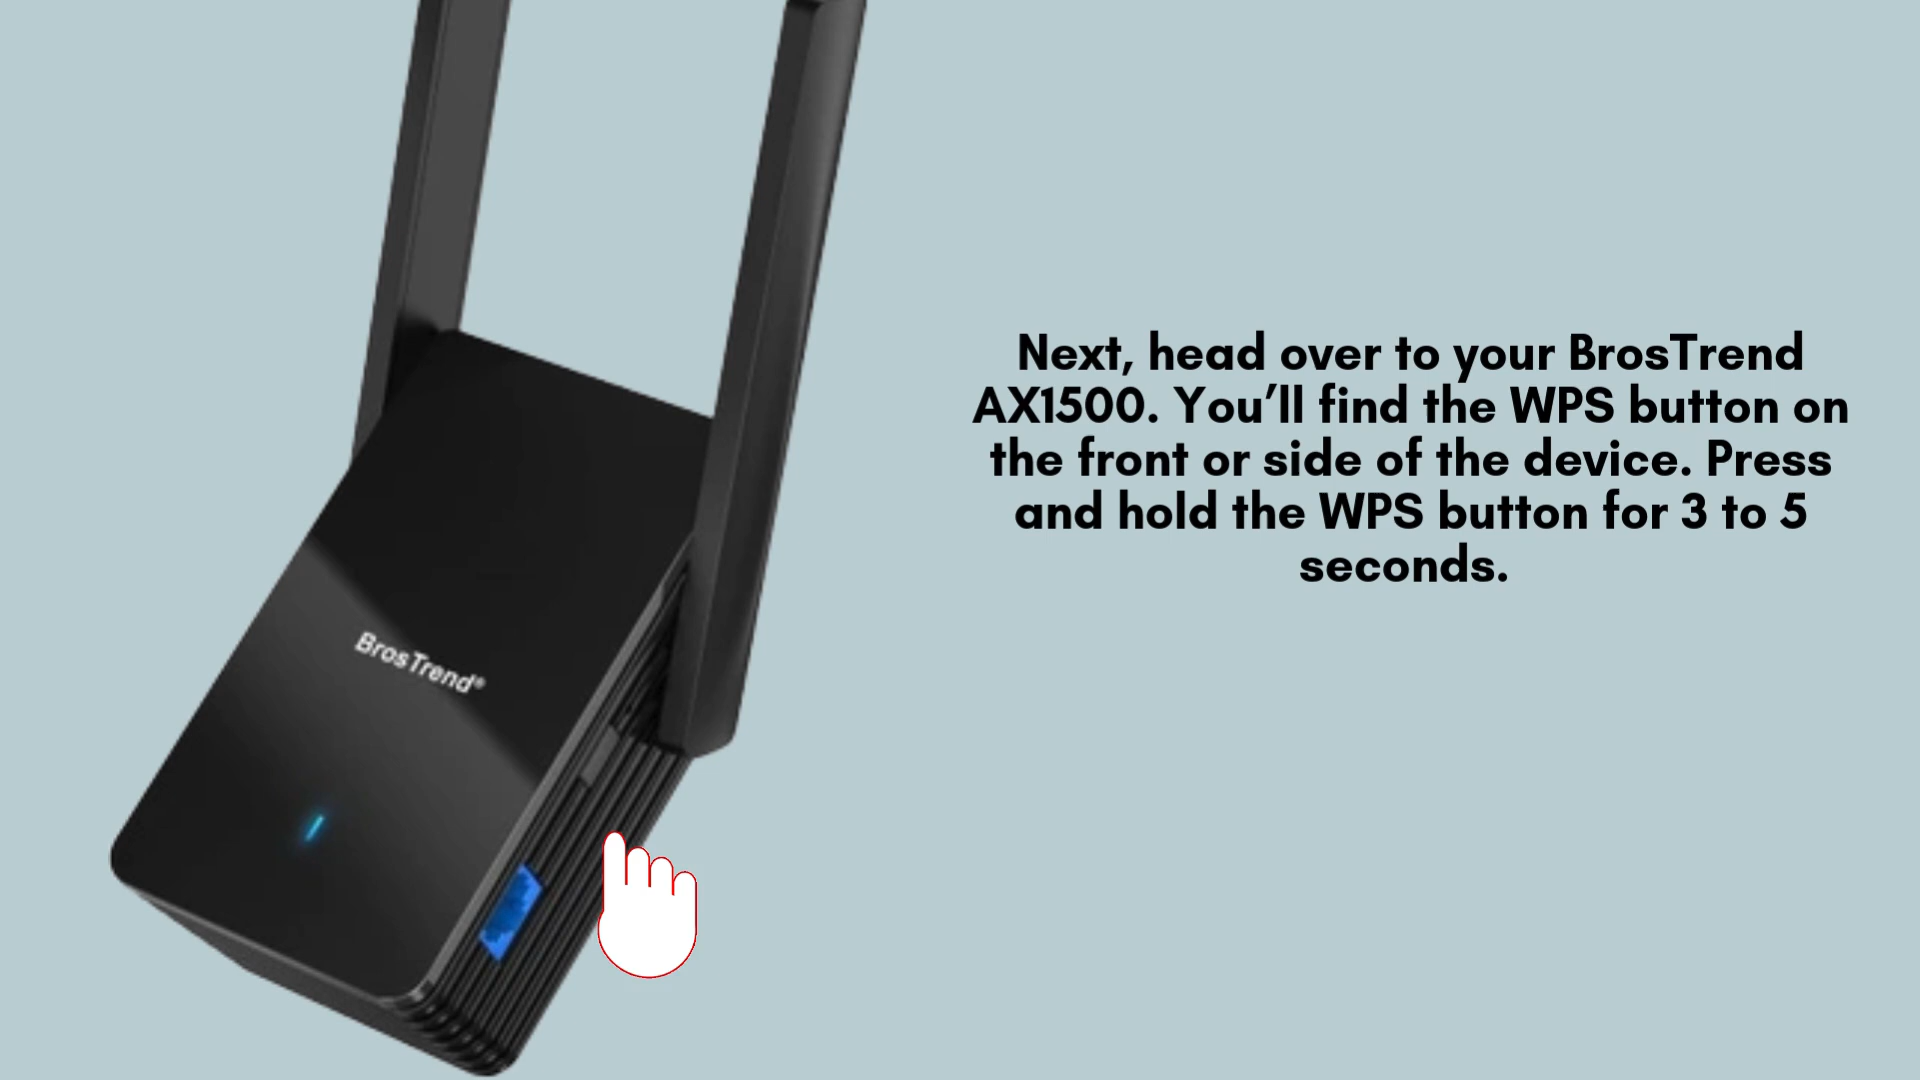 Next, head over to your BrosTrend
AX1500. You’ll find the WPS button on
the front or side of the device. Press
and hold the WPS button for 3 to 5
seconds.
BrosTrend®